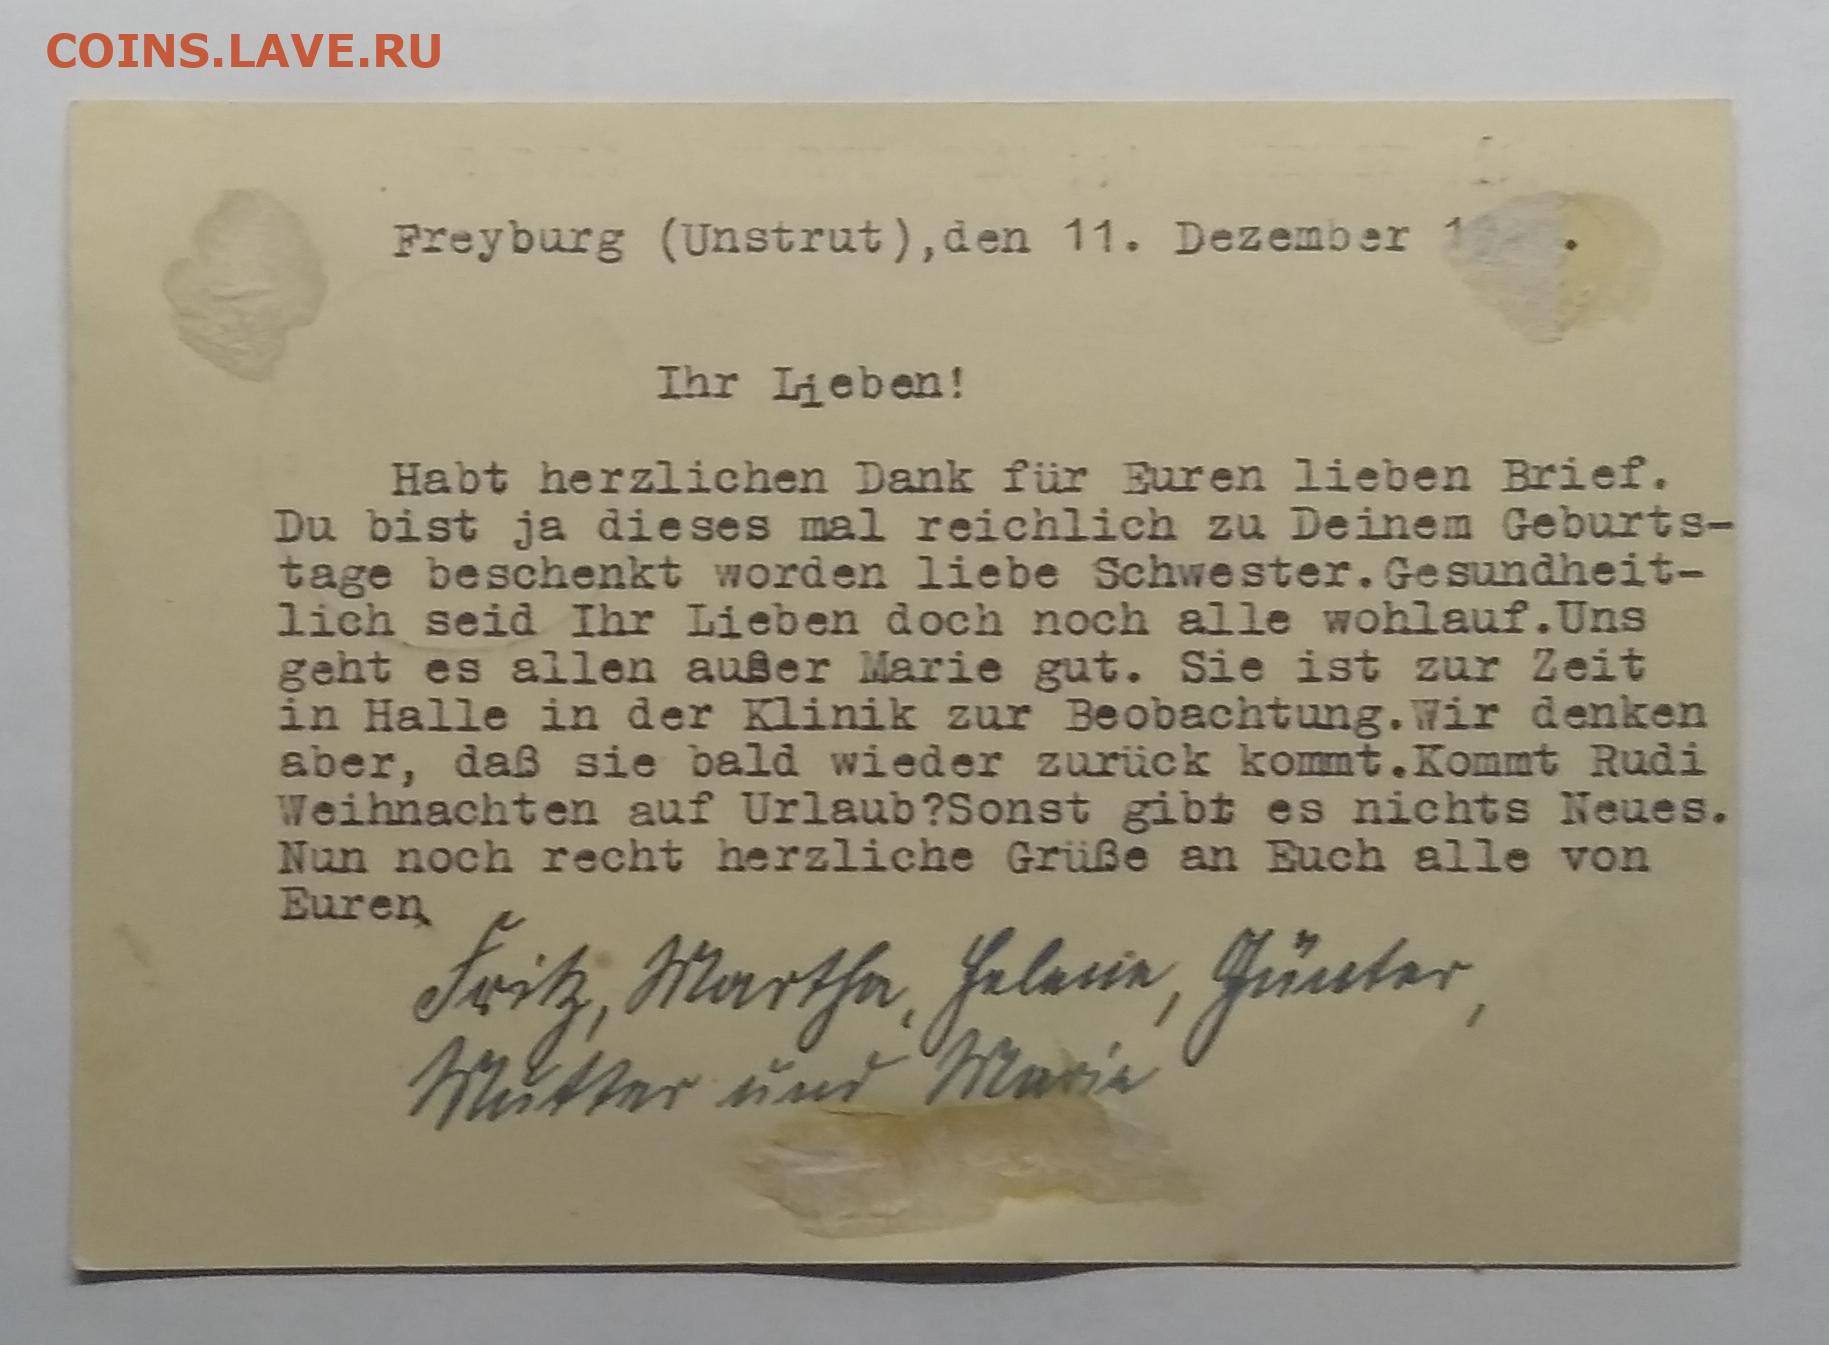 COINS.LAVE.RU
Freyburg (Unstrut),den 11. Dezember
Ihr Lieben!
Habt herzlichen Dank für Euren lieben Brief.
Du bist ja dieses mal reichlich zu Deinem Geburts-
tage beschenkt worden liebe Schwester.Gesundheit-
lich seid Ihr Lieben doch noch alle wohlauf.Uns
geht es allen außer Marie gut. Sie ist zur Zeit
in Halle in der Klinik zur Beobachtung.Wir denken
aber, daß sie bald wieder zurück kommt.Kommt Rudi
Weihnachten auf Urlaub?Sonst gibt es nichts Neues.
Nun noch recht herzliche Grüße an Euch alle von
Euren
Fritz, Martha, Helene, Günter,
Mutter und Marie